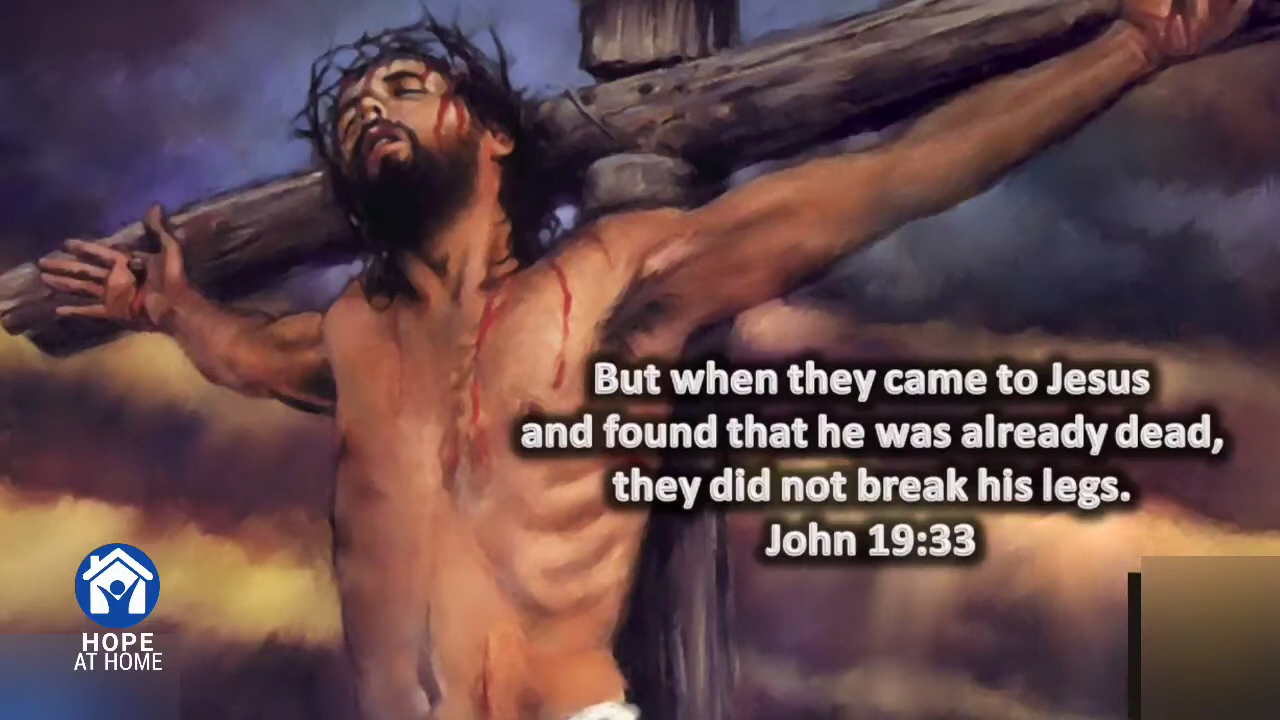 But when they came to Jesus
and found that he was already dead,
they did not break his legs.
John 19:33
HOPE
AT HOME